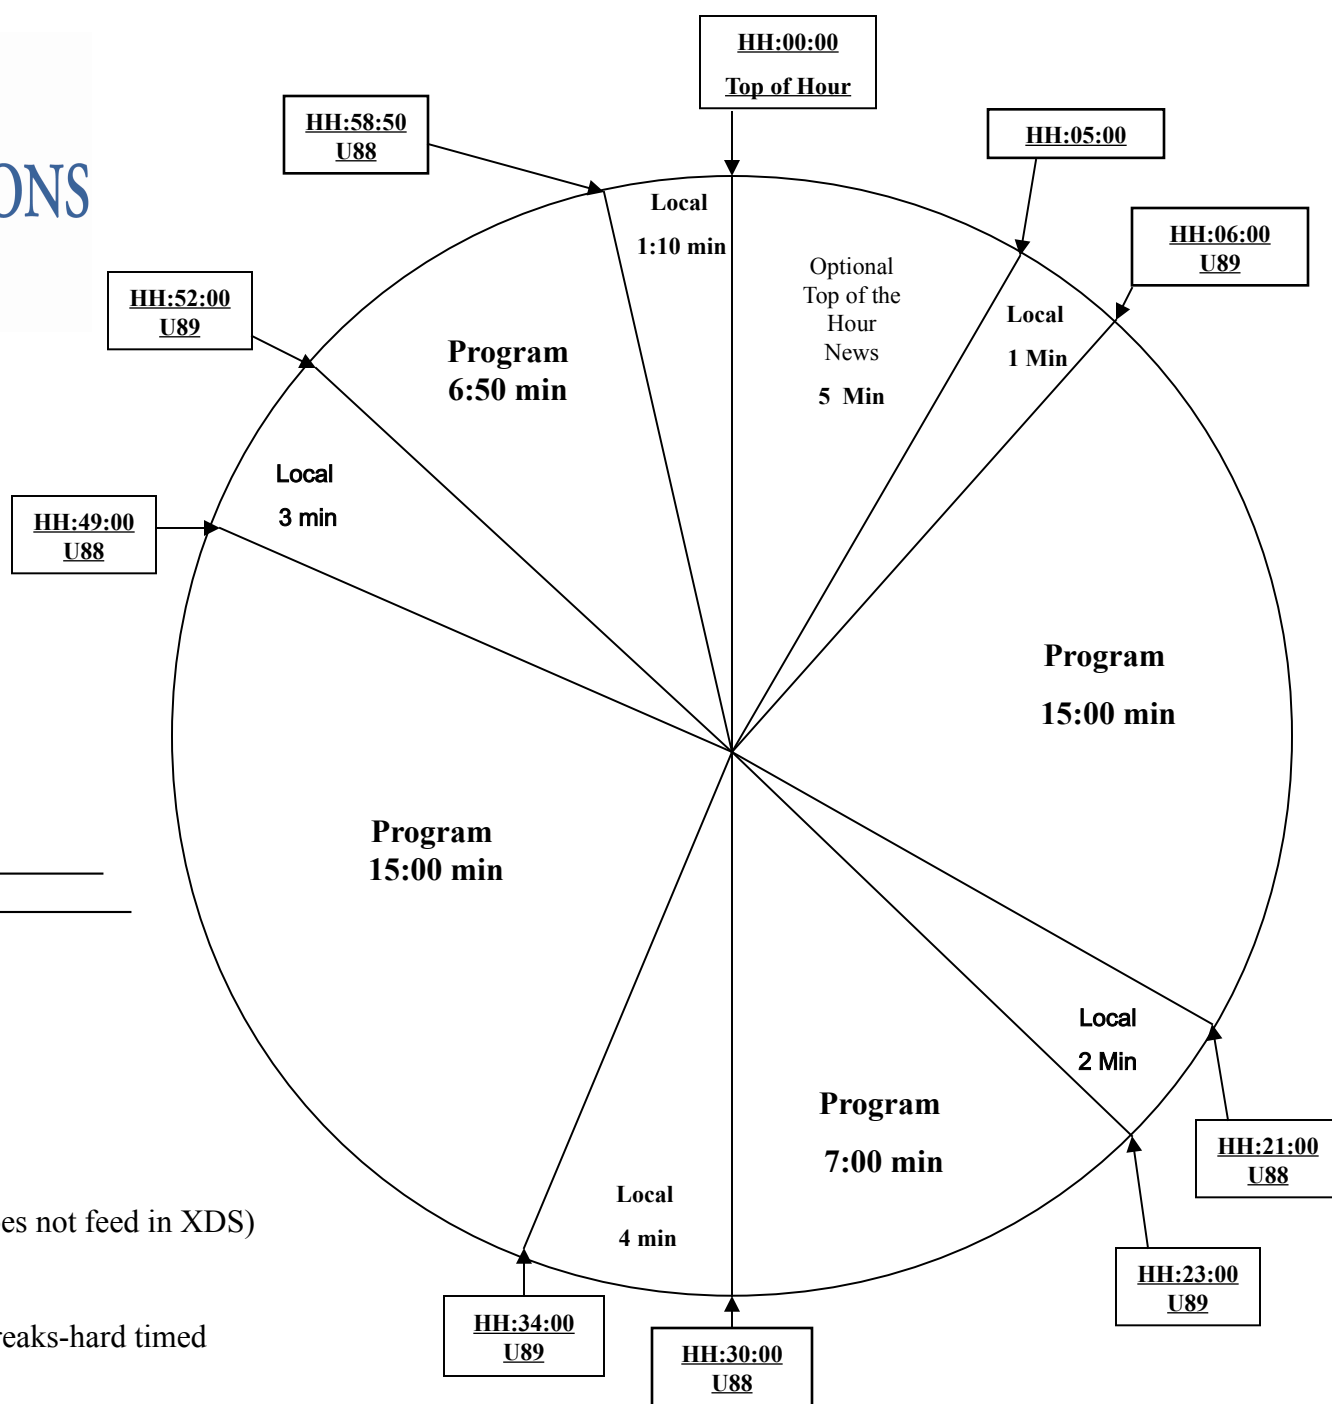 HH:00:00
Top of Hour
HH:58:50
U88
HH:05:00
ONS
Local
1:10 min
HH:06:00
U89
Optional
Top of the
Hour
News
5 Min
Local
1 Min
HH:52:00
U89
Program
6:50 min
Local
3 min
HH:49:00
U88
Program
15:00 min
Program
15:00 min
Local
2 Min
Program
7:00 min
HH:21:00
U88
Local
4 min
es not feed in XDS)
HH:23:00
U89
HH:34:00
U89
reaks-hard timed
HH:30:00
U88